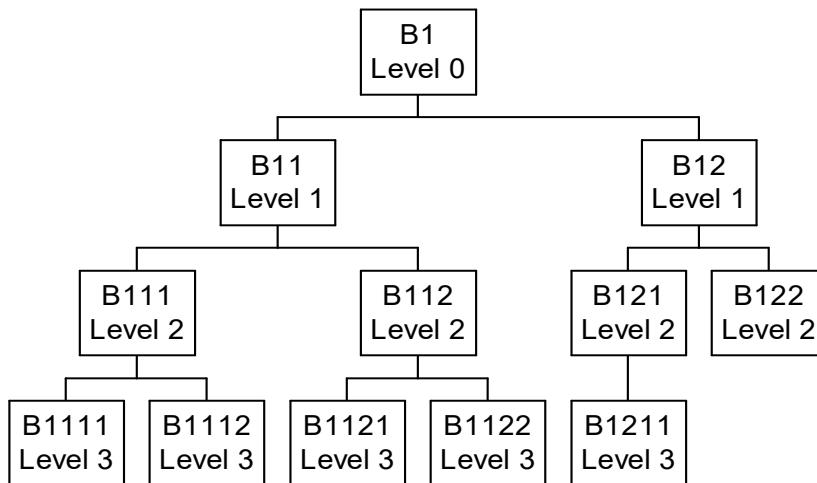 B1
Level 0
B11
Level 1
B12
Level 1
B111
Level 2
B112
Level 2
B121
Level 2
B122
Level 2
B1111
Level 3
B1112
Level 3
B1121
Level 3
B1122
Level 3
B1211
Level 3